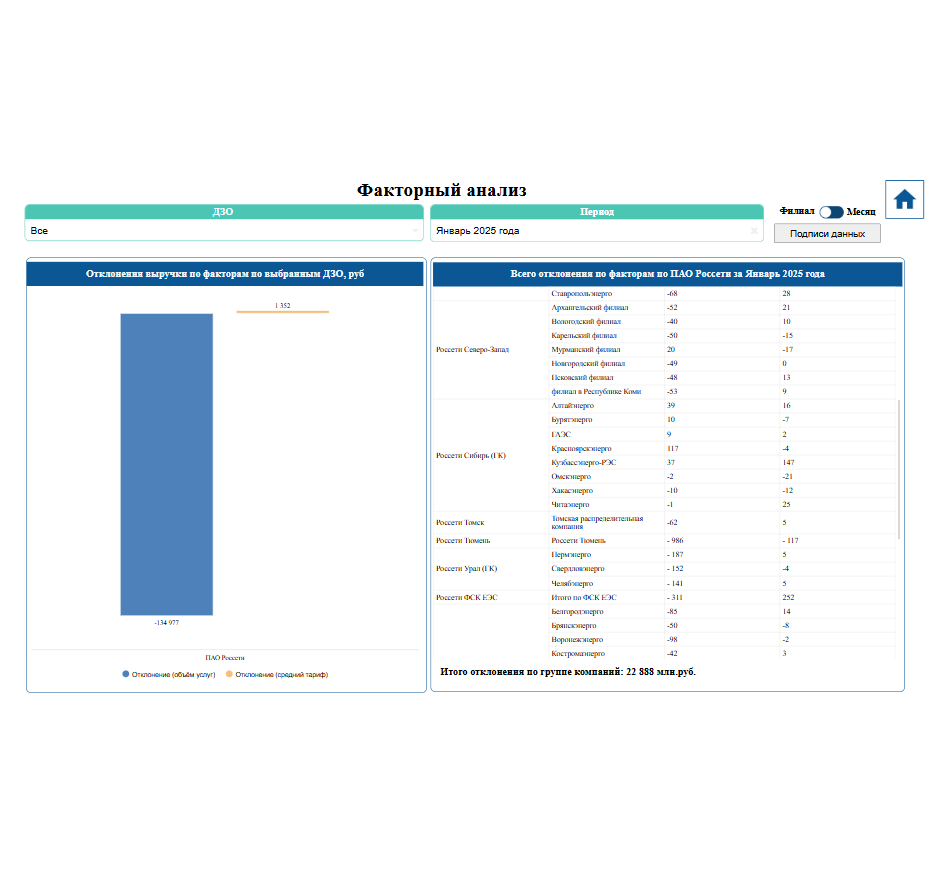 Факторный анализ
ДЗО
Период
Филиал
Месяц
Все
Январь 2025 года
Подписи данных
Отклонения выручки по факторам по выбранным ДЗО, руб
1 352
-134 977
ПАО Россети
Отклонение (объём услуг) Отклонение (средний тариф)
Всего отклонения по факторам по ПАО Россети за Январь 2025 года
Ставропольэнерго -68 28
Архангельский филиал -52 21
Вологодский филиал -40 10
Карельский филиал -50 -15
Россети Северо-Запад Мурманский филиал 20 -17
Новгородский филиал -49 0
Псковский филиал -48 13
филиал в Республике Коми -53 9
Алтайэнерго 39 16
Бурятэнерго 10 -7
ГАЭС 9 2
Красноярскэнерго 117 -4
Россети Сибирь (ГК)
Кузбассэнерго-РЭС 37 147
Омскэнерго -2 -21
Хакасэнерго -10 -12
Читаэнерго -1 25
Россети Томск Томская распределительная компания -62 5
Россети Тюмень Россети Тюмень - 986 - 117
Пермэнерго - 187 5
Россети Урал (ГК) Свердловэнерго - 152 -4
Челябэнерго - 141 5
Россети ФСК ЕЭС Итого по ФСК ЕЭС - 311 252
Белгородэнерго -85 14
Брянскэнерго -50 -8
Воронежэнерго -98 -2
Костромаэнерго -42 3
Итого отклонения по группе компаний: 22 888 млн.руб.